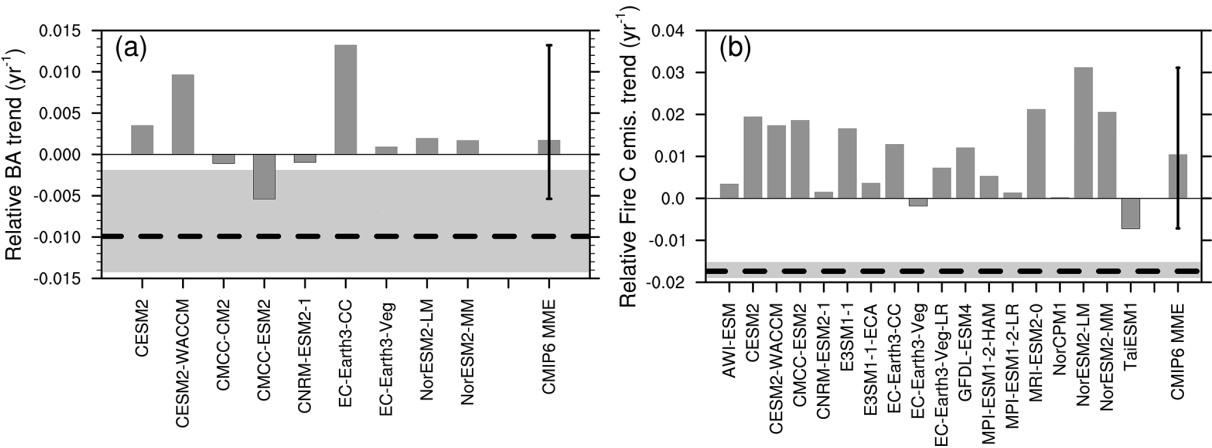 (a)
Relative BA trend (yr⁻¹)
0.015
0.010
0.005
0.000
-0.005
-0.010
-0.015
CESM2
CESM2-WACCM
CMCC-CM2
CMCC-ESM2
CNRM-ESM2-1
EC-Earth3-CC
EC-Earth3-Veg
NorESM2-LM
NorESM2-MM
CMIP6 MME
(b)
Relative Fire C emis. trend (yr⁻¹)
0.04
0.03
0.02
0.01
0.0
-0.01
-0.02
AWI-ESM
CESM2
CESM2-WACCM
CMCC-ESM2
CNRM-ESM2-1
E3SM1-1
E3SM1-1-ECA
EC-Earth3-CC
EC-Earth3-Veg
EC-Earth3-Veg-LR
GFDL-ESM4
MPI-ESM1-2-HAM
MPI-ESM1-2-LR
MRI-ESM2-0
NorCPM1
NorESM2-LM
NorESM2-MM
TaiESM1
CMIP6 MME